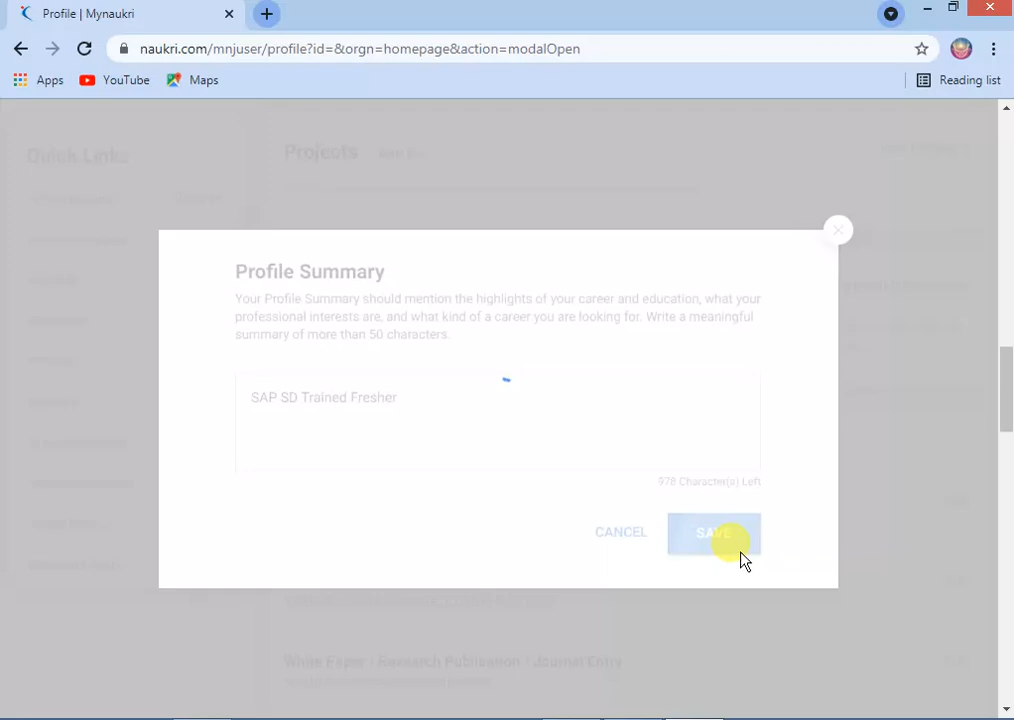 Profile | Mynaukri
naukri.com/mnjuser/profile?id=&orgn=homepage&action=modalOpen
Apps YouTube Maps Reading list
Quick Links
Projects
Profile Summary
Your Profile Summary should mention the highlights of your career and education, what your
professional interests are, and what kind of a career you are looking for. Write a meaningful
summary of more than 50 characters.
SAP SD Trained Fresher
978 Character(s) Left
CANCEL SAVE
White Paper / Research Publication / Journal Entry